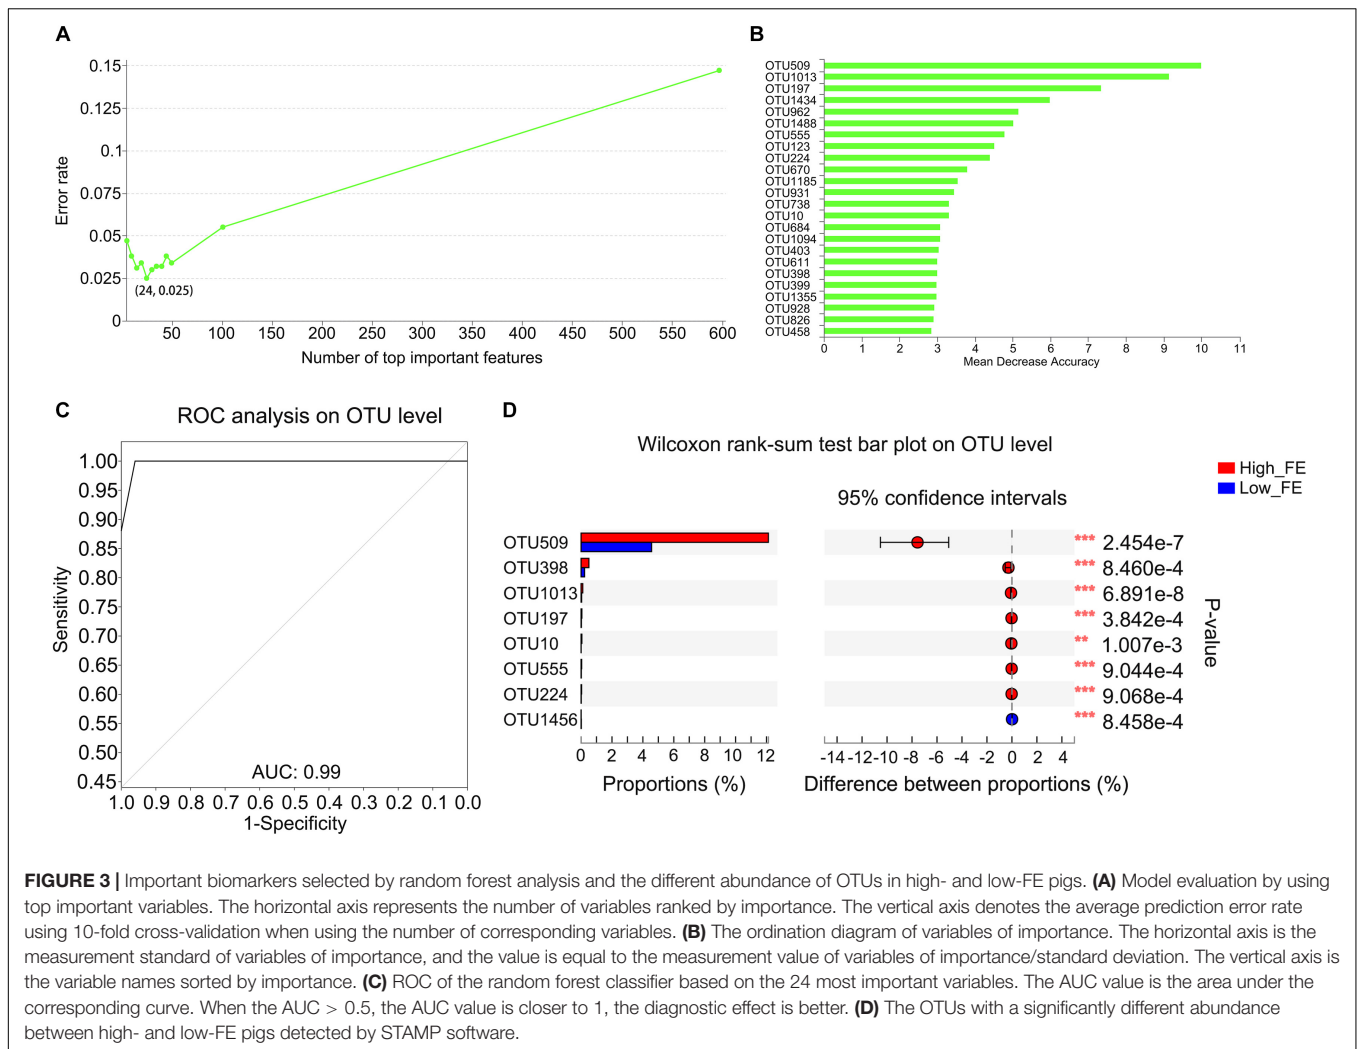 A
0.15
0.125
0.1
0.075
0.05
0.025
0
Error rate
(24, 0.025)
50 100 150 200 250 300 350 400 450 500 550 600
Number of top important features
B
OTU509
OTU1013
OTU197
OTU1434
OTU962
OTU1488
OTU555
OTU123
OTU224
OTU670
OTU1185
OTU931
OTU738
OTU10
OTU684
OTU1094
OTU403
OTU611
OTU398
OTU399
OTU1355
OTU928
OTU826
OTU458
0 1 2 3 4 5 6 7 8 9 10 11
Mean Decrease Accuracy
C
ROC analysis on OTU level
1.00
0.95
0.90
0.85
0.80
0.75
0.70
0.65
0.60
0.55
0.50
0.45
Sensitivity
AUC: 0.99
1.0 0.9 0.8 0.7 0.6 0.5 0.4 0.3 0.2 0.1 0.0
1-Specificity
D
Wilcoxon rank-sum test bar plot on OTU level
High_FE
Low_FE
95% confidence intervals
OTU509 *** 2.454e-7
OTU398 *** 8.460e-4
OTU1013 *** 6.891e-8
OTU197 *** 3.842e-4
OTU10 ** 1.007e-3
OTU555 *** 9.044e-4
OTU224 *** 9.068e-4
OTU1456 *** 8.458e-4
P-value
0 2 4 6 8 10 12 -14 -12 -10 -8 -6 -4 -2 0 2 4
Proportions (%) Difference between proportions (%)
FIGURE 3 | Important biomarkers selected by random forest analysis and the different abundance of OTUs in high- and low-FE pigs. (A) Model evaluation by using
top important variables. The horizontal axis represents the number of variables ranked by importance. The vertical axis denotes the average prediction error rate
using 10-fold cross-validation when using the number of corresponding variables. (B) The ordination diagram of variables of importance. The horizontal axis is the
measurement standard of variables of importance, and the value is equal to the measurement value of variables of importance/standard deviation. The vertical axis is
the variable names sorted by importance. (C) ROC of the random forest classifier based on the 24 most important variables. The AUC value is the area under the
corresponding curve. When the AUC > 0.5, the AUC value is closer to 1, the diagnostic effect is better. (D) The OTUs with a significantly different abundance
between high- and low-FE pigs detected by STAMP software.